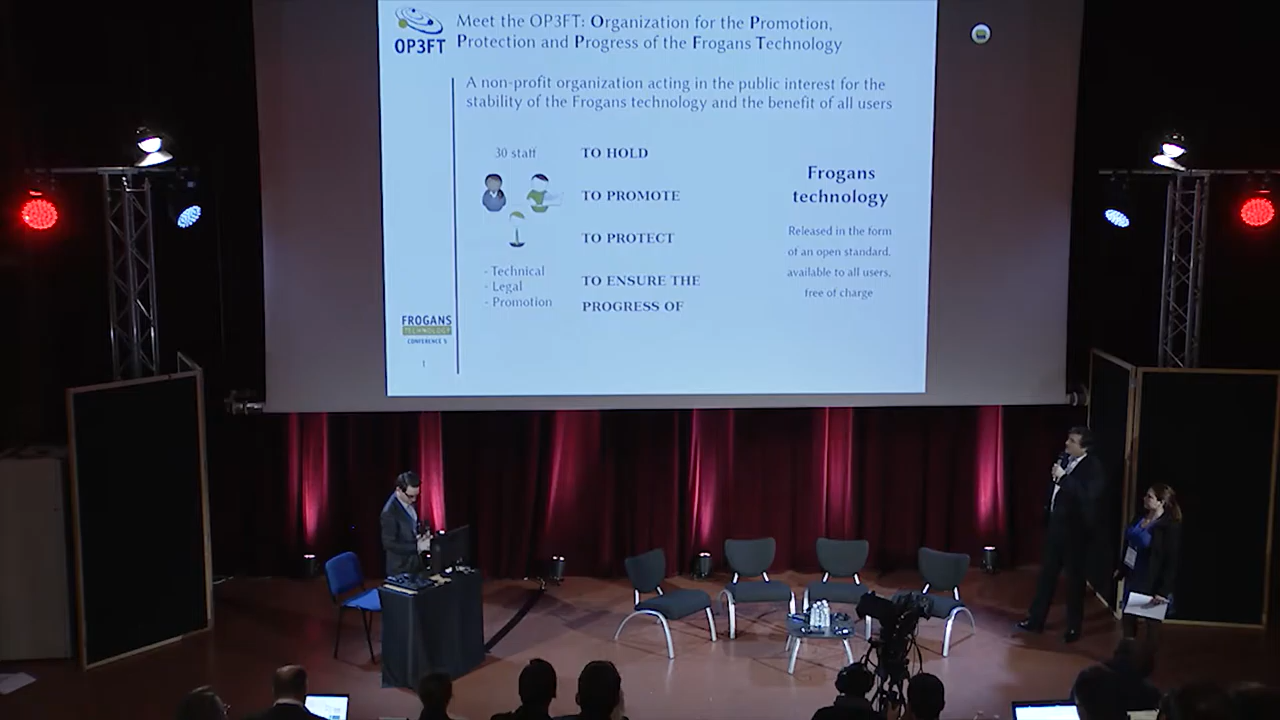 OP3FT
Meet the OP3FT: Organization for the Promotion,
Protection and Progress of the Frogans Technology
A non-profit organization acting in the public interest for the
stability of the Frogans technology and the benefit of all users
30 staff
- Technical
- Legal
- Promotion
TO HOLD
TO PROMOTE
TO PROTECT
TO ENSURE THE
PROGRESS OF
Frogans
technology
Released in the form
of an open standard,
available to all users,
free of charge
FROGANS
TECHNOLOGY
CONFERENCE 5
1